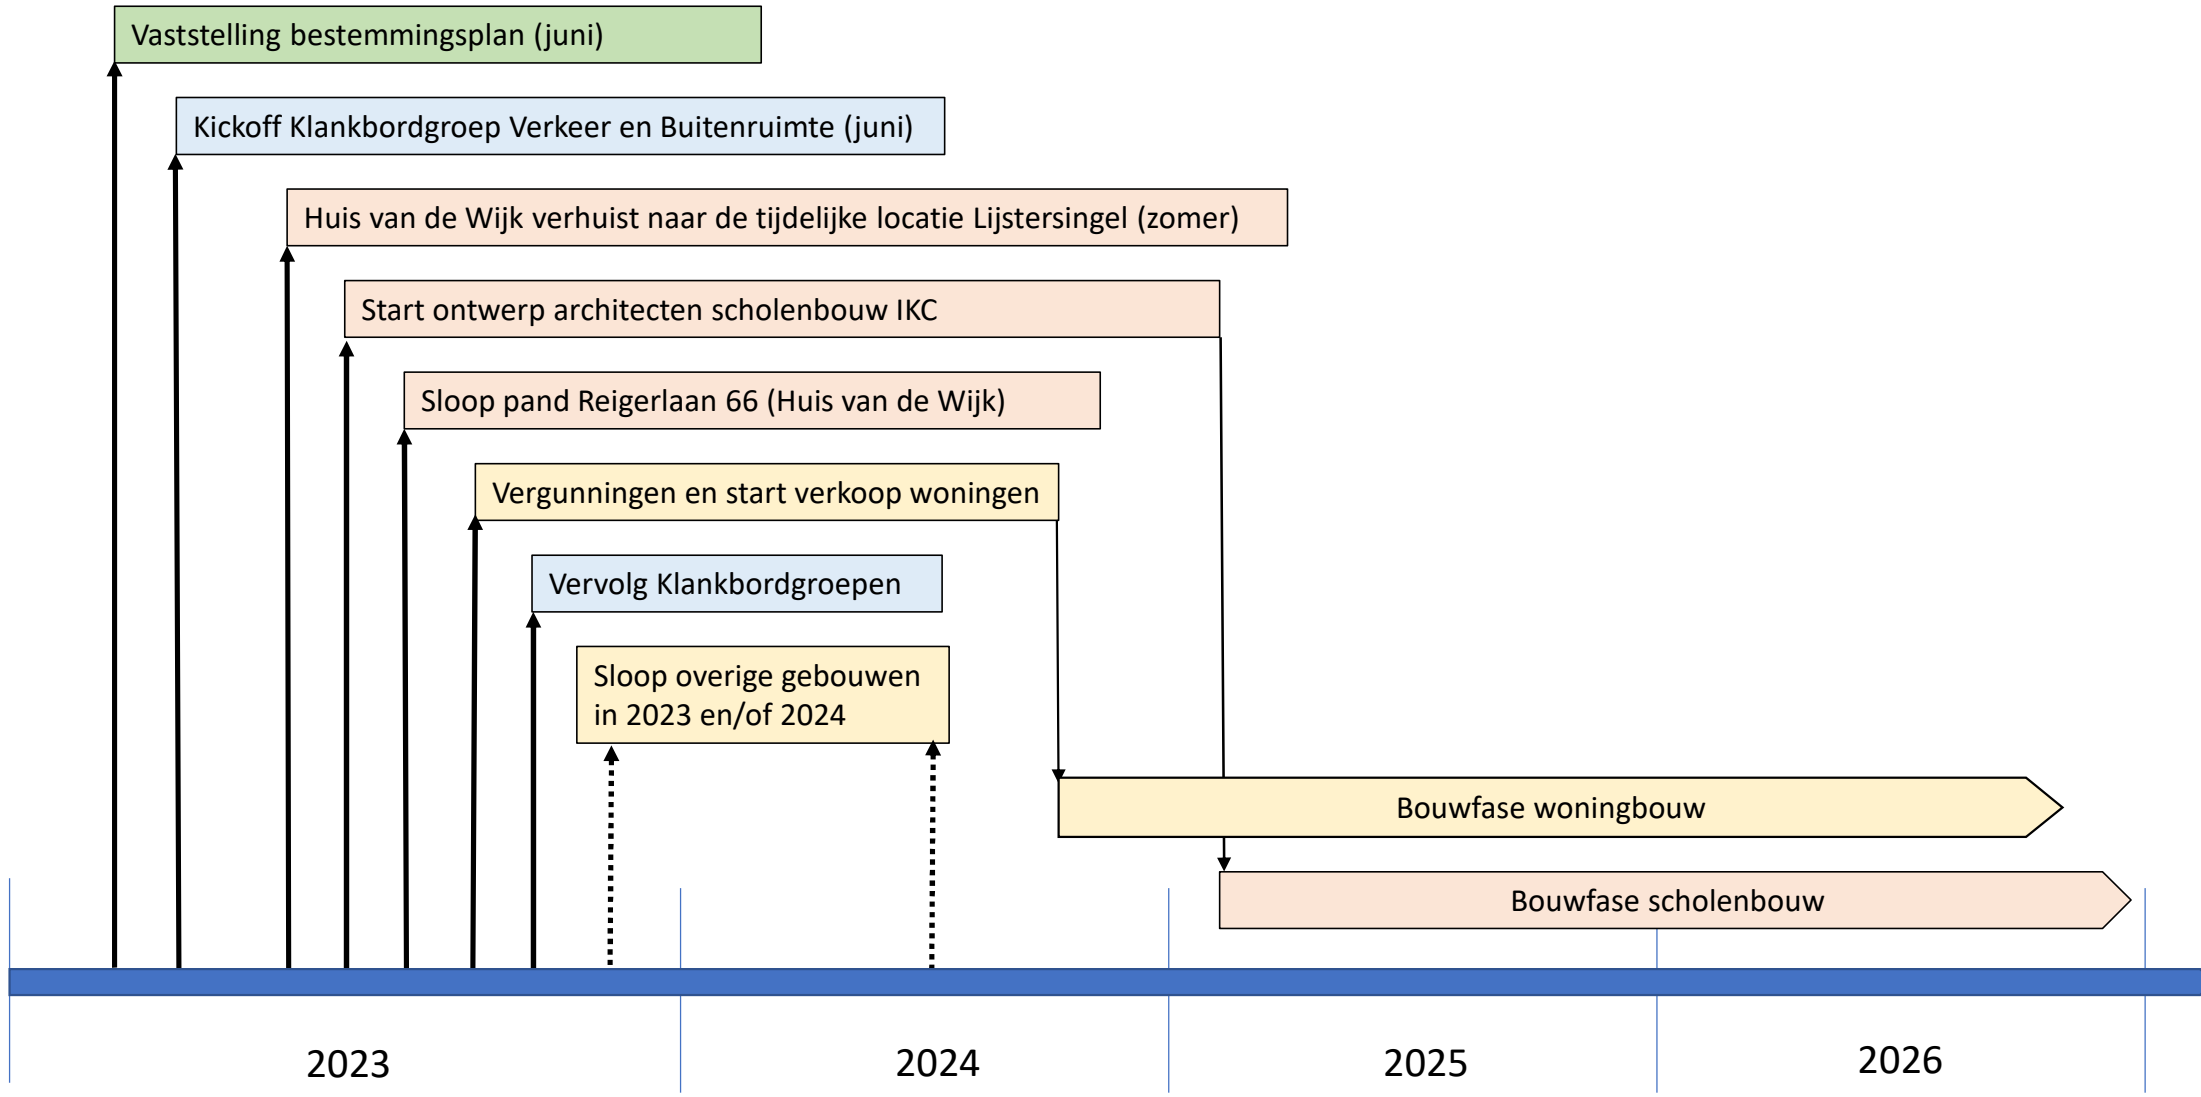 Vaststelling bestemmingsplan (juni)
Kickoff Klankbordgroep Verkeer en Buitenruimte (juni)
Huis van de Wijk verhuist naar de tijdelijke locatie Lijstersingel (zomer)
Start ontwerp architecten scholenbouw IKC
Sloop pand Reigerlaan 66 (Huis van de Wijk)
Vergunningen en start verkoop woningen
Vervolg Klankbordgroepen
Sloop overige gebouwen
in 2023 en/of 2024
Bouwfase woningbouw
Bouwfase scholenbouw
2023
2024
2025
2026